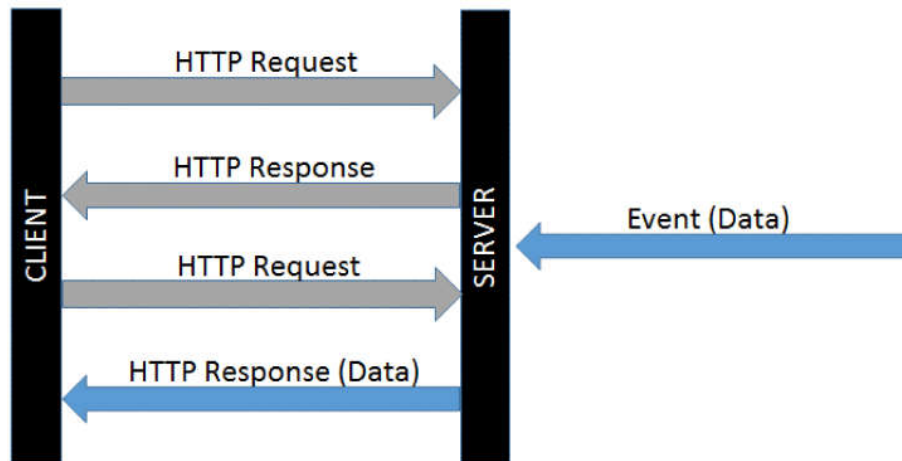 HTTP Request
HTTP Response
Event (Data)
HTTP Request
HTTP Response (Data)
CLIENT
SERVER